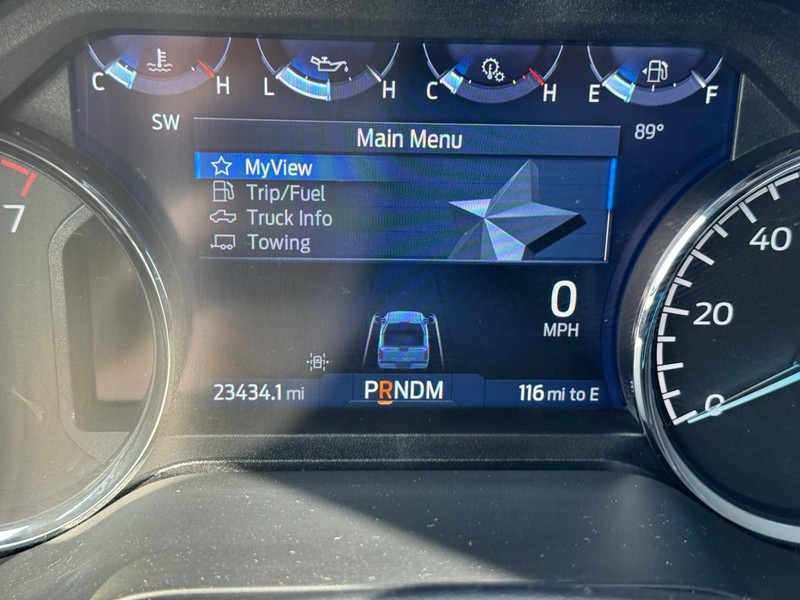 C H
L H
C H
E F
SW
89°
Main Menu
MyView
Trip/Fuel
Truck Info
Towing
7
40
20
0
0
MPH
23434.1 mi
PRNDM
116 mi to E